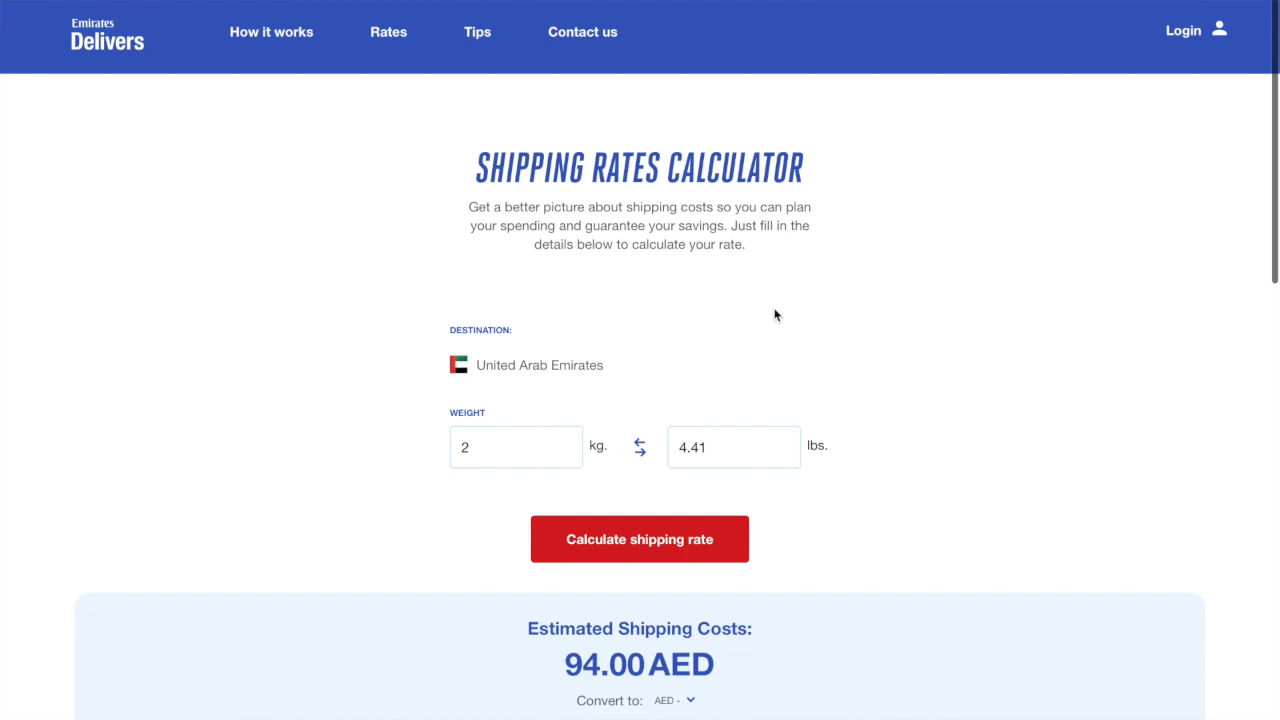 Emirates
Delivers
How it works
Rates
Tips
Contact us
Login
SHIPPING RATES CALCULATOR
Get a better picture about shipping costs so you can plan
your spending and guarantee your savings. Just fill in the
details below to calculate your rate.
DESTINATION:
United Arab Emirates
WEIGHT
2 kg. 4.41 lbs.
Calculate shipping rate
Estimated Shipping Costs:
94.00 AED
Convert to: AED -